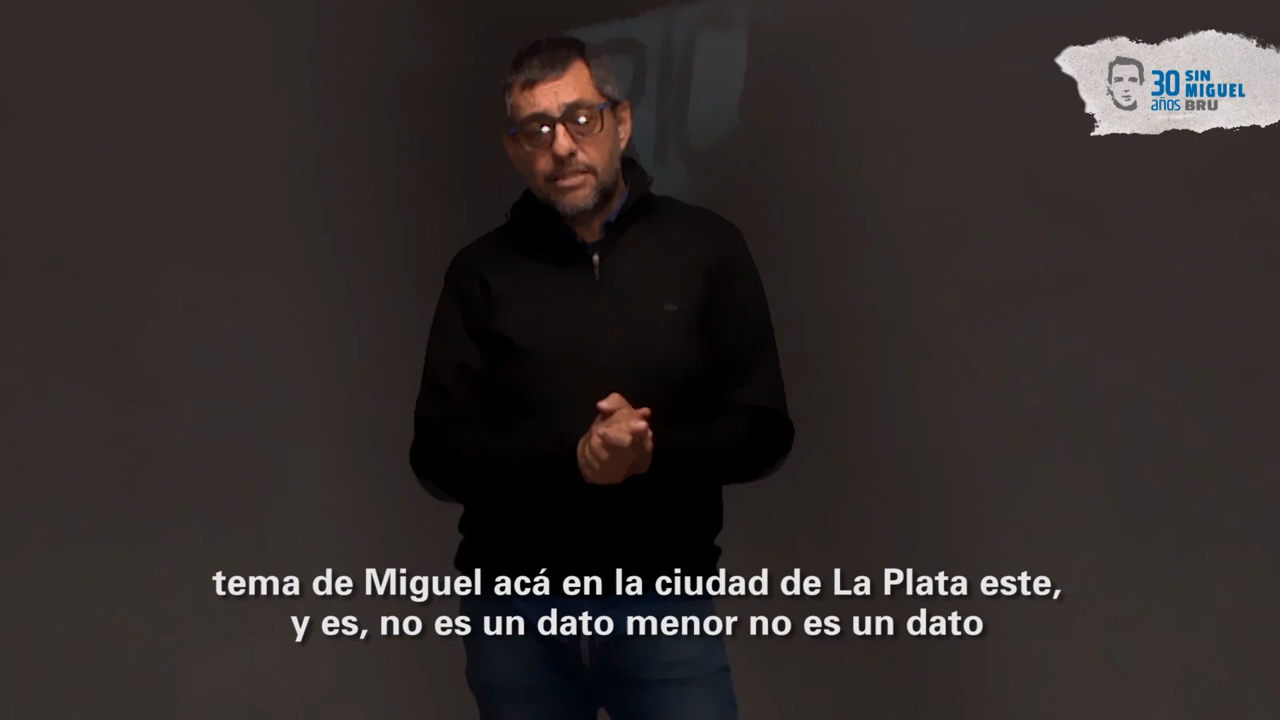 30 SIN
años MIGUEL
BRU
tema de Miguel acá en la ciudad de La Plata este,
y es, no es un dato menor no es un dato